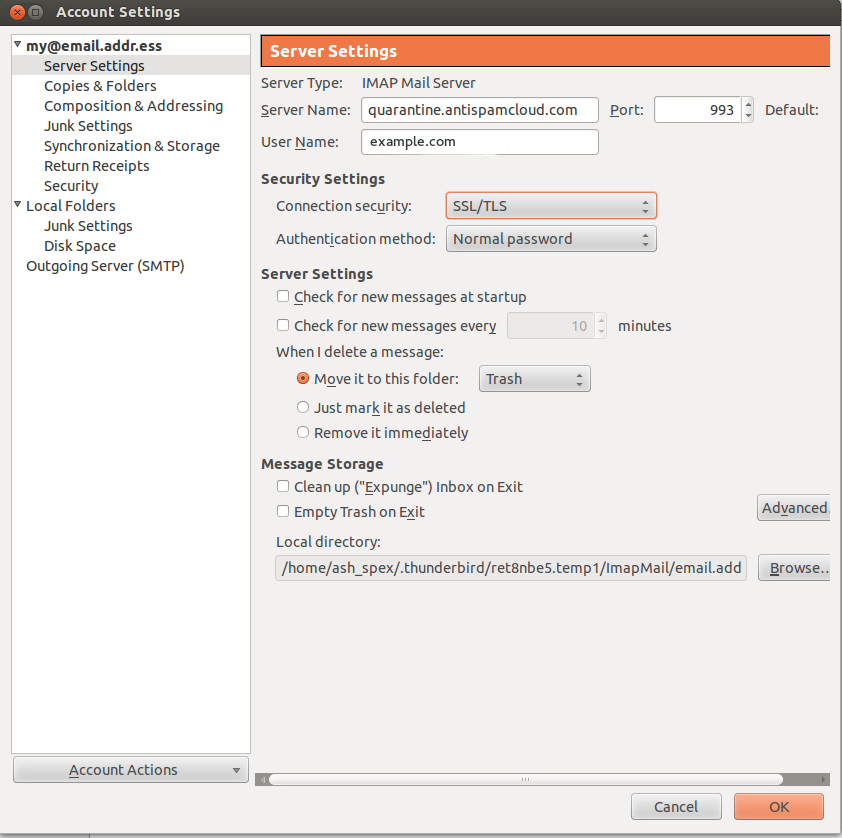 Account Settings
my@email.addr.ess
Server Settings
Copies & Folders
Composition & Addressing
Junk Settings
Synchronization & Storage
Return Receipts
Security
Local Folders
Junk Settings
Disk Space
Outgoing Server (SMTP)
Account Actions
Server Settings
Server Type: IMAP Mail Server
Server Name: quarantine.antispamcloud.com Port: 993 Default:
User Name: example.com
Security Settings
Connection security: SSL/TLS
Authentication method: Normal password
Server Settings
Check for new messages at startup
Check for new messages every 10 minutes
When I delete a message:
Move it to this folder: Trash
Just mark it as deleted
Remove it immediately
Message Storage
Clean up ("Expunge") Inbox on Exit
Empty Trash on Exit
Advanced.
Local directory:
/home/ash_spex/.thunderbird/ret8nbe5.temp1/ImapMail/email.add Browse..
Cancel OK